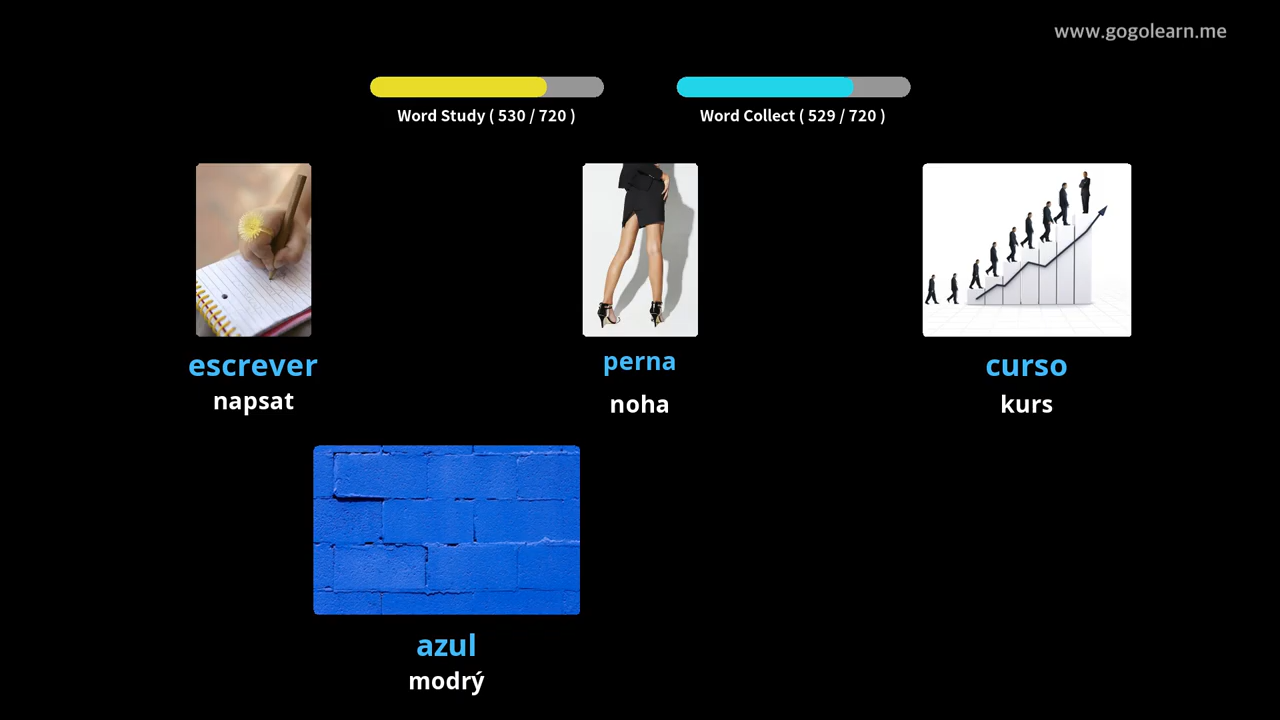 www.gogolearn.me
Word Study ( 530 / 720 )
Word Collect ( 529 / 720 )
escrever
napsat
perna
noha
curso
kurs
azul
modrý